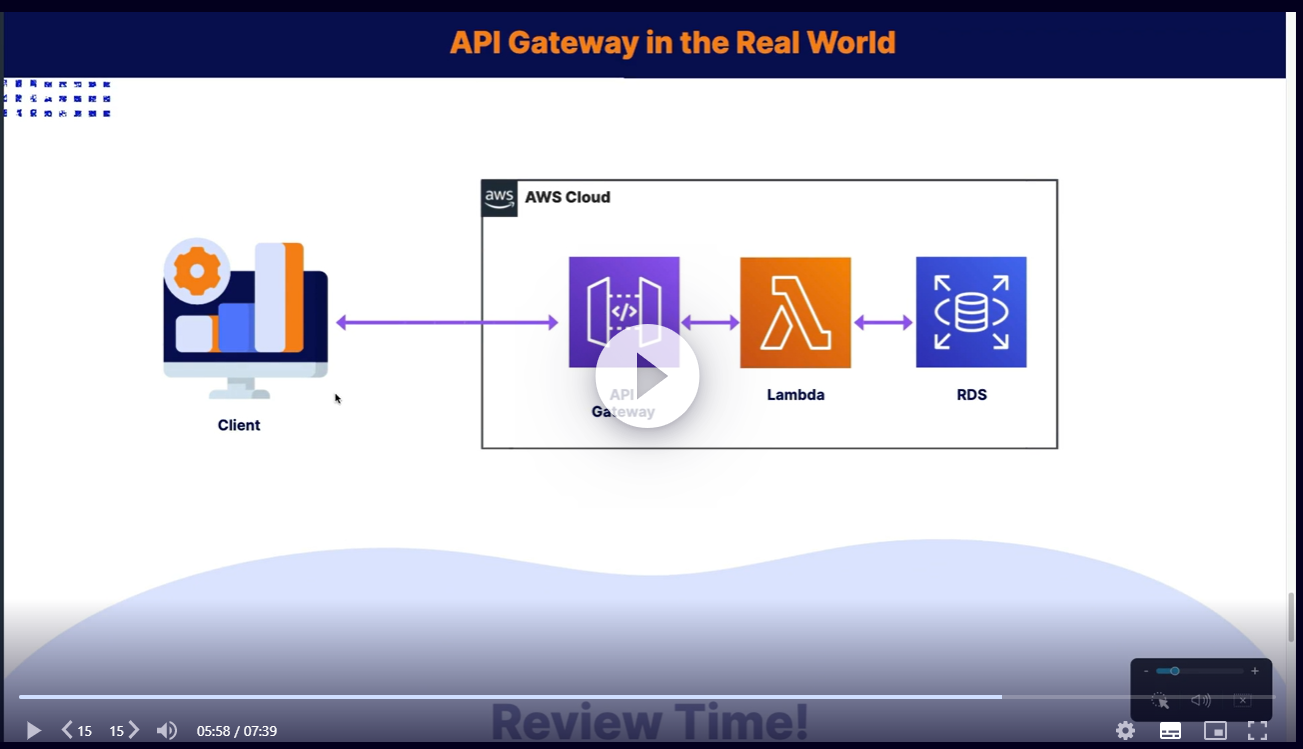 API Gateway in the Real World
aws
AWS Cloud
</>
API
Gateway
Lambda
RDS
Client
- +
Review Time!
15 15 05:58 / 07:39